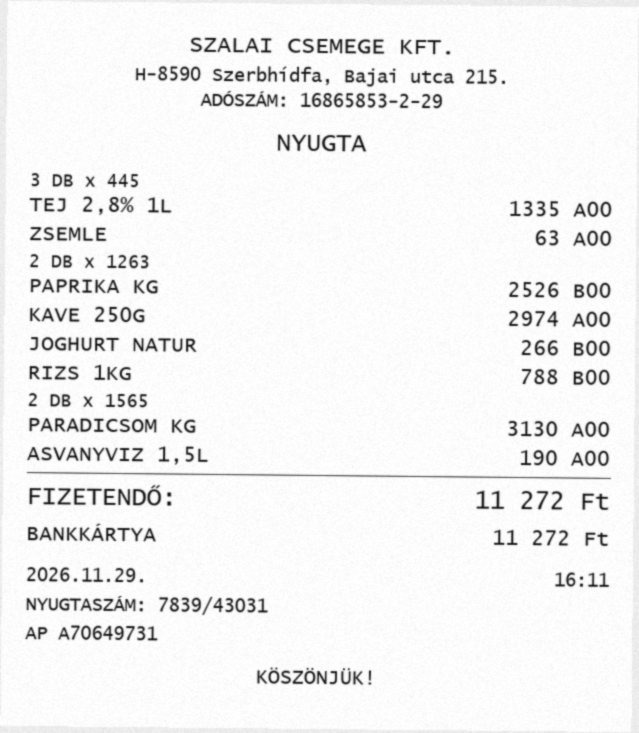 SZALAI CSEMEGE KFT.
H-8590 Szerbhídfa, Bajai utca 215.
ADÓSZÁM: 16865853-2-29
NYUGTA
3 DB x 445
TEJ 2,8% 1L 1335 A00
ZSEMLE 63 A00
2 DB x 1263
PAPRIKA KG 2526 B00
KAVE 250G 2974 A00
JOGHURT NATUR 266 B00
RIZS 1KG 788 B00
2 DB x 1565
PARADICSOM KG 3130 A00
ASVANYVIZ 1,5L 190 A00
FIZETENDŐ: 11 272 Ft
BANKKÁRTYA 11 272 Ft
2026.11.29. 16:11
NYUGTASZÁM: 7839/43031
AP A70649731
KÖSZÖNJÜK!